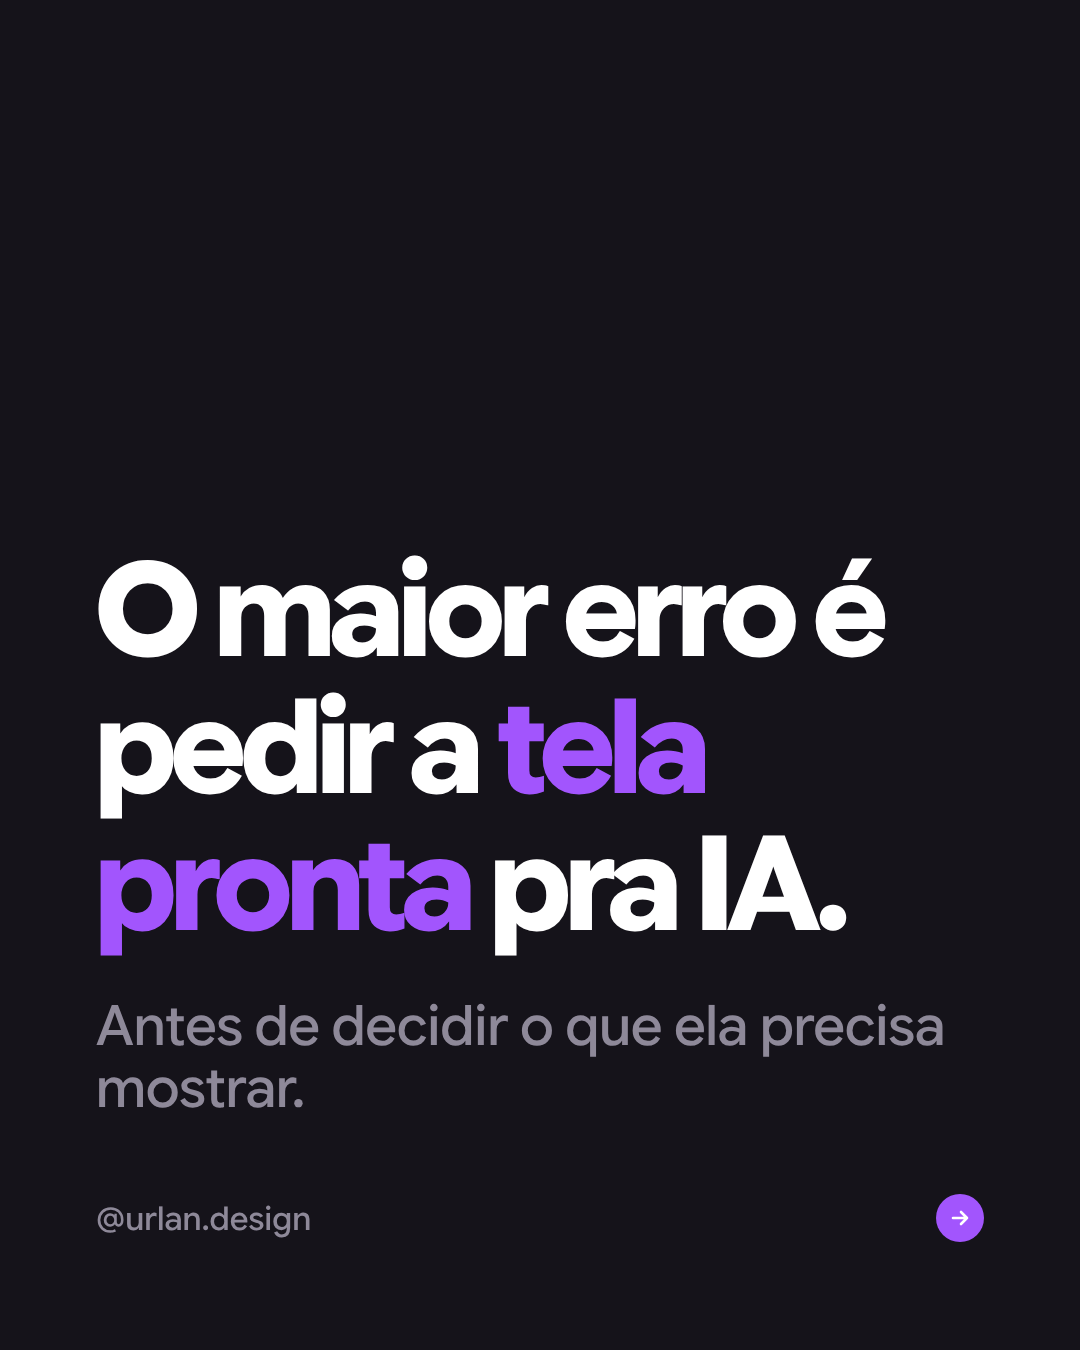 O maior erro é
pedir a tela
pronta pra IA.
Antes de decidir o que ela precisa
mostrar.
@urlan.design